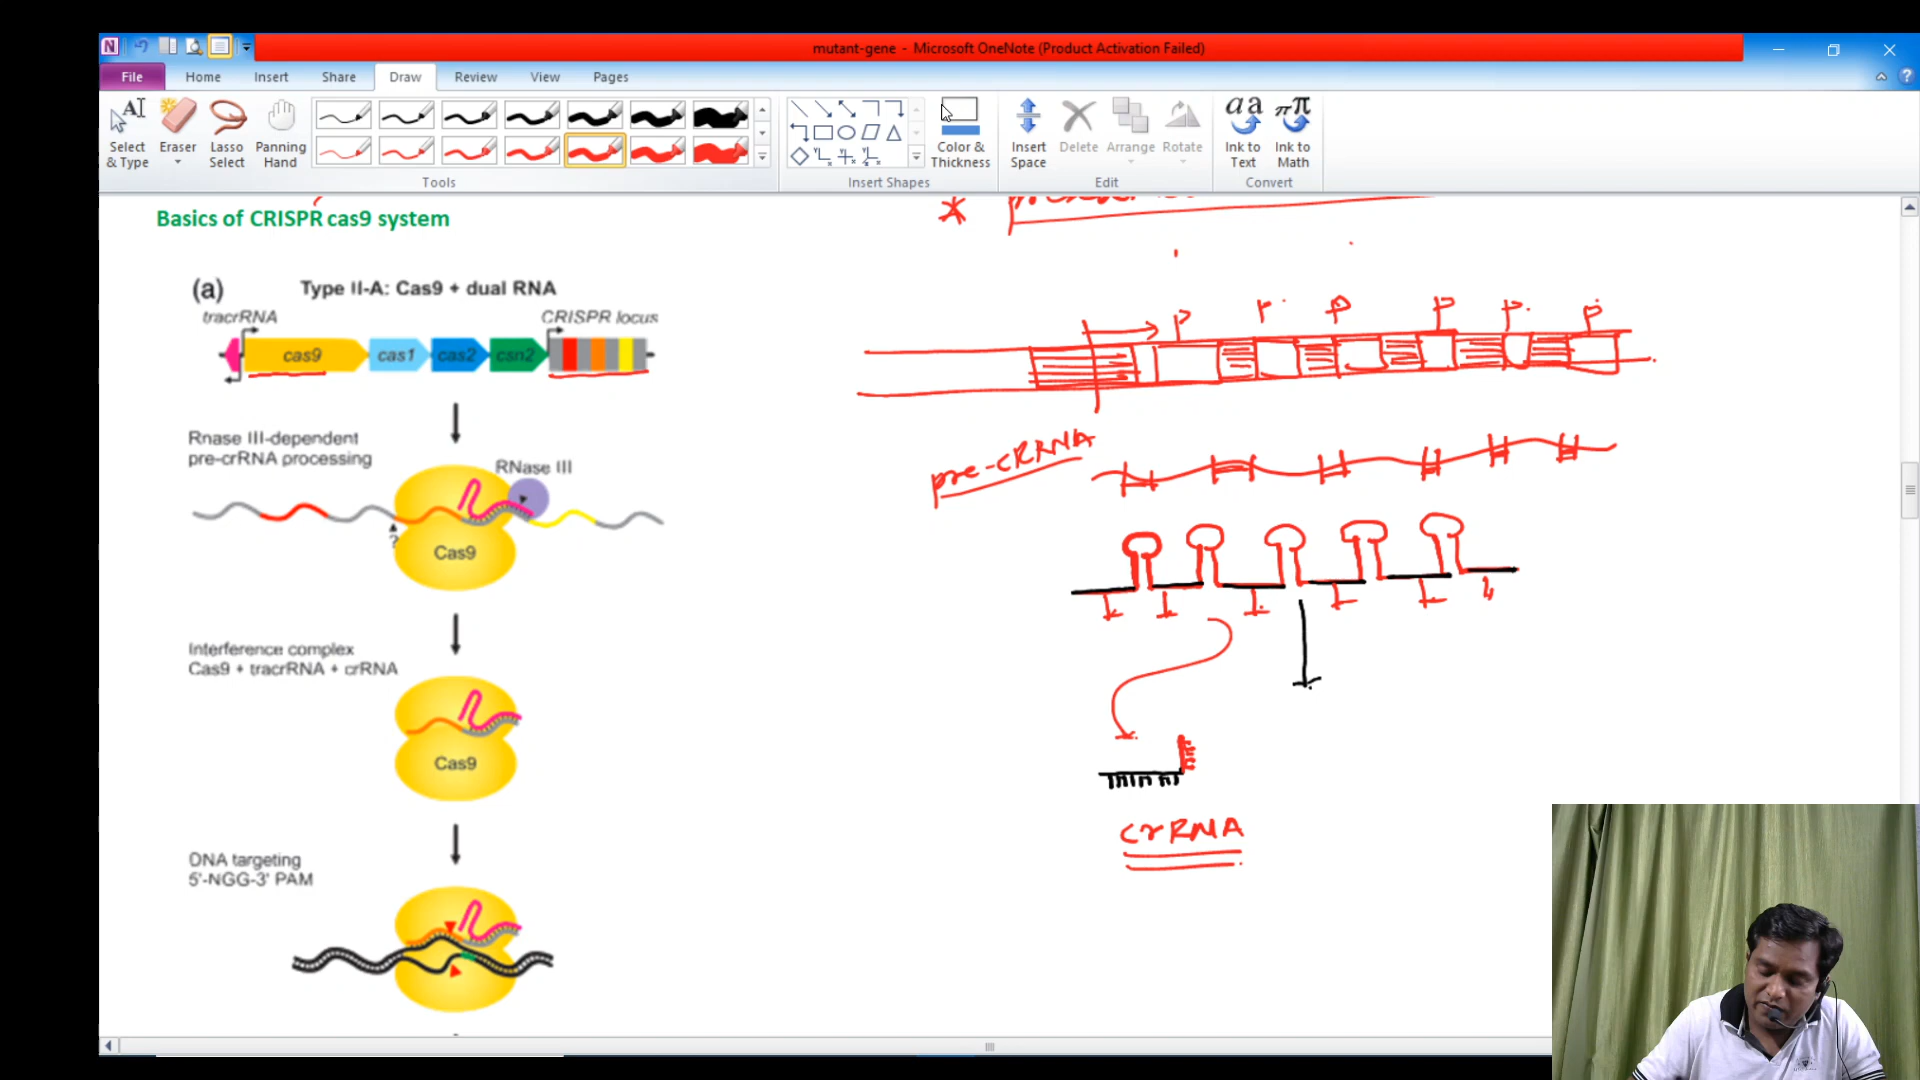 mutant-gene - Microsoft OneNote (Product Activation Failed)
File Home Insert Share Draw Review View Pages
Select & Type
Eraser
Lasso Select
Panning Hand
Color & Thickness
Insert Space
Delete
Arrange
Rotate
Ink to Text
Ink to Math
Tools
Insert Shapes
Edit
Convert
Basics of CRISPR cas9 system
(a) Type II-A: Cas9 + dual RNA
tracrRNA
CRISPR locus
cas9 cas1 cas2 csn2
Rnase III-dependent
pre-crRNA processing
RNase III
?
Cas9
Interference complex
Cas9 + tracrRNA + crRNA
Cas9
DNA targeting
5'-NGG-3' PAM
P P P P P P
pre-CRRNA
crRNA